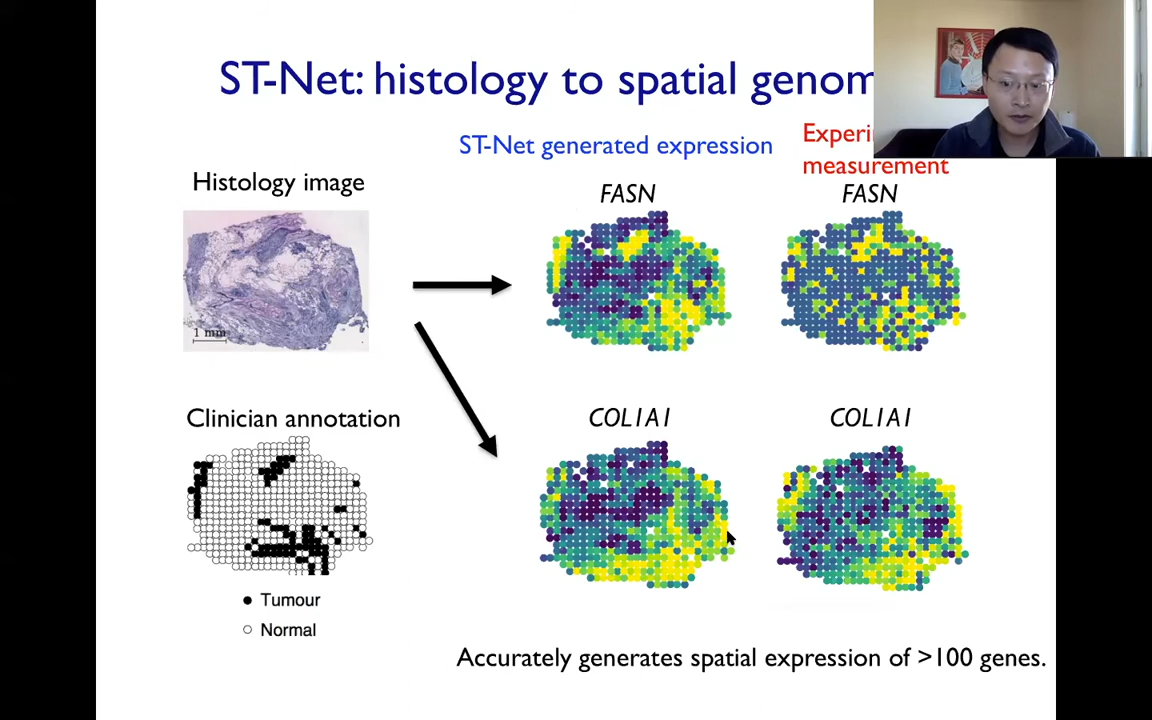 ST-Net: histology to spatial genom
ST-Net generated expression
measurement
Histology image
FASN
FASN
1 mm
Clinician annotation
COL1A1
COL1A1
Tumour
Normal
Accurately generates spatial expression of >100 genes.